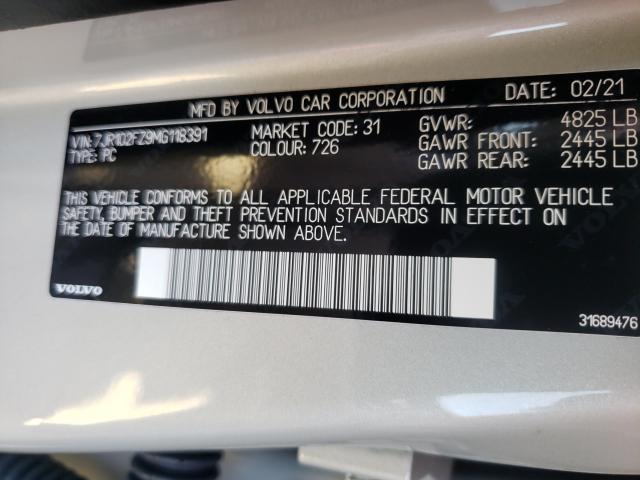 MFD BY VOLVO CAR CORPORATION DATE: 02/21
VIN: 7JR102FZ9MG118391 MARKET CODE: 31 GVWR: 4825 LB
TYPE: PC COLOUR: 726 GAWR FRONT: 2445 LB
GAWR REAR: 2445 LB
THIS VEHICLE CONFORMS TO ALL APPLICABLE FEDERAL MOTOR VEHICLE
SAFETY, BUMPER AND THEFT PREVENTION STANDARDS IN EFFECT ON
THE DATE OF MANUFACTURE SHOWN ABOVE.
VOLVO 31689476